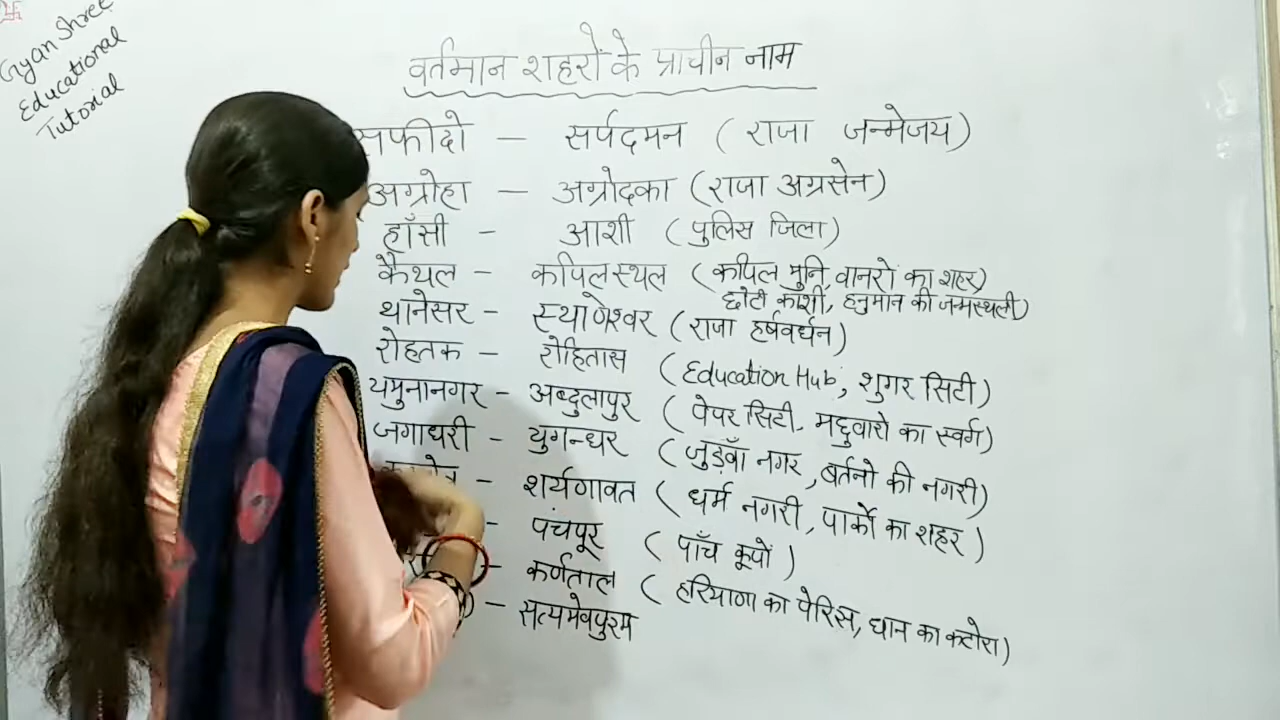 卐
Gyan Shree
Educational
Tutorial
वर्तमान शहरों के प्राचीन नाम
सफीदो – सर्पदमन ( राजा जन्मेजय)
अग्रोहा – अग्रोदका (राजा अग्रसेन)
हाँसी - आशी ( पुलिस जिला)
कैथल - कपिलस्थल ( कपिल मुनि, वानरो का शहर)
छोटी काशी, हनुमान की जन्मस्थली)
थानेसर - स्थाणेश्वर (राजा हर्षवर्धन)
रोहतक - रोहितास ( Education Hub, शुगर सिटी)
यमुनानगर - अब्दुलापुर ( पेपर सिटी, मछुवारो का स्वर्ग)
जगाधरी - युगन्धर ( जुड़वाँ नगर, बर्तनो की नगरी)
- शर्यणावत ( धर्म नगरी, पार्को का शहर)
- पंचपूर ( पाँच कूपों )
- कर्णताल ( हरियाणा का पेरिस, धान का कटोरा)
) - सत्यमेवपुरम